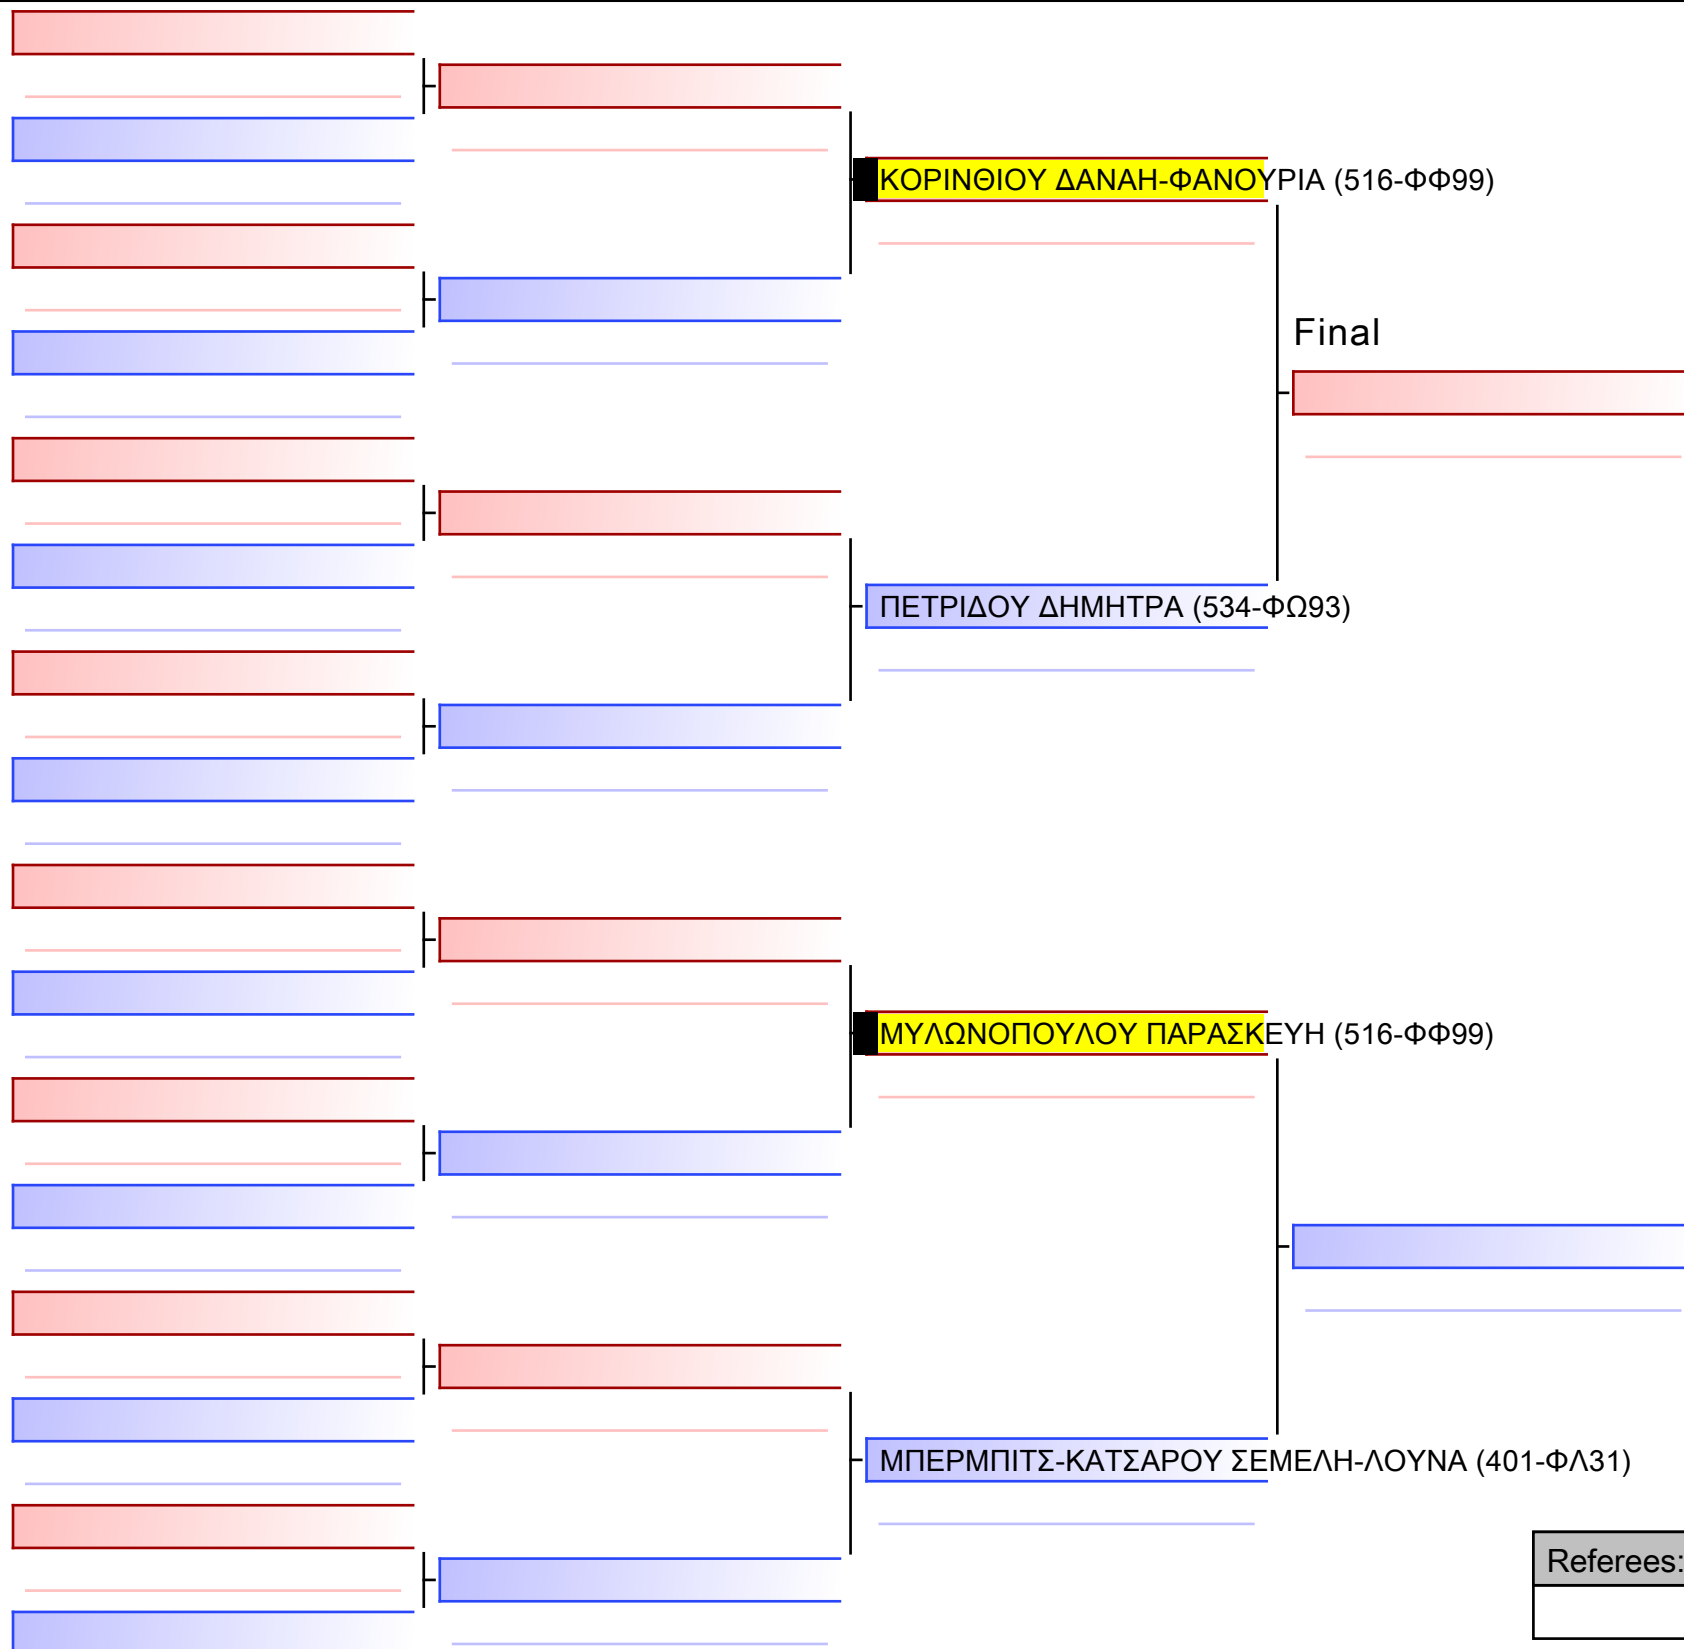 ΚΟΡΙΝΘΙΟΥ ΔΑΝΑΗ-ΦΑΝΟΥΡΙΑ (516-ΦΦ99)
Final
ΠΕΤΡΙΔΟΥ ΔΗΜΗΤΡΑ (534-ΦΩ93)
ΜΥΛΩΝΟΠΟΥΛΟΥ ΠΑΡΑΣΚΕΥΗ (516-ΦΦ99)
ΜΠΕΡΜΠΙΤΣ-ΚΑΤΣΑΡΟΥ ΣΕΜΕΛΗ-ΛΟΥΝΑ (401-ΦΛ31)
Referees: